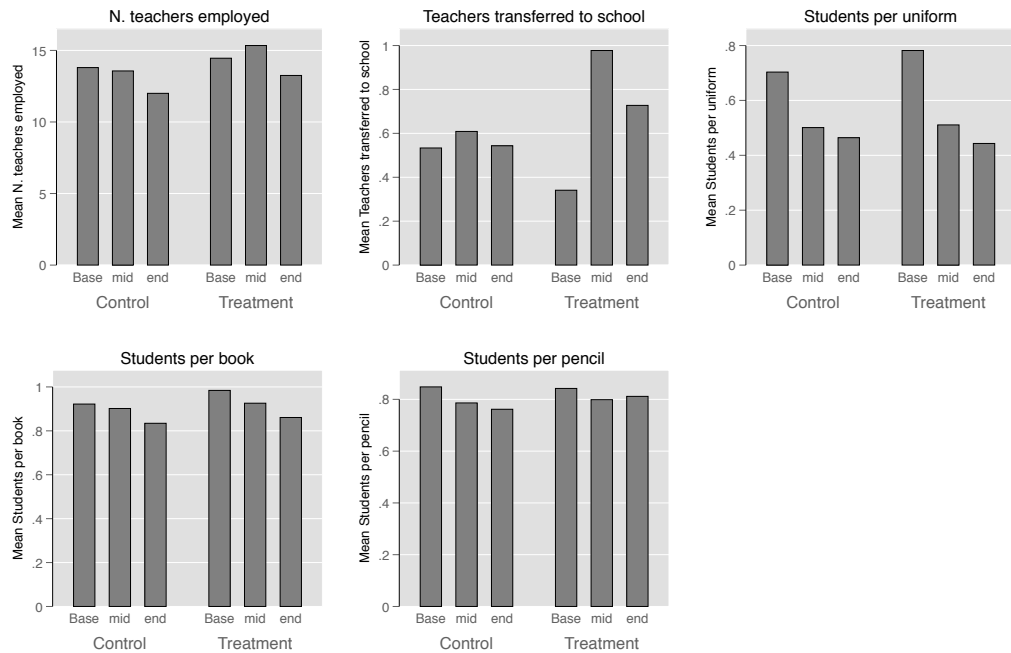 N. teachers employed
Mean N. teachers employed
15
10
5
0
Base mid end Base mid end
Control Treatment
Teachers transferred to school
Mean Teachers transferred to school
1
.8
.6
.4
.2
0
Base mid end Base mid end
Control Treatment
Students per uniform
Mean Students per uniform
.8
.6
.4
.2
0
Base mid end Base mid end
Control Treatment
Students per book
Mean Students per book
1
.8
.6
.4
.2
0
Base mid end Base mid end
Control Treatment
Students per pencil
Mean Students per pencil
.8
.6
.4
.2
0
Base mid end Base mid end
Control Treatment